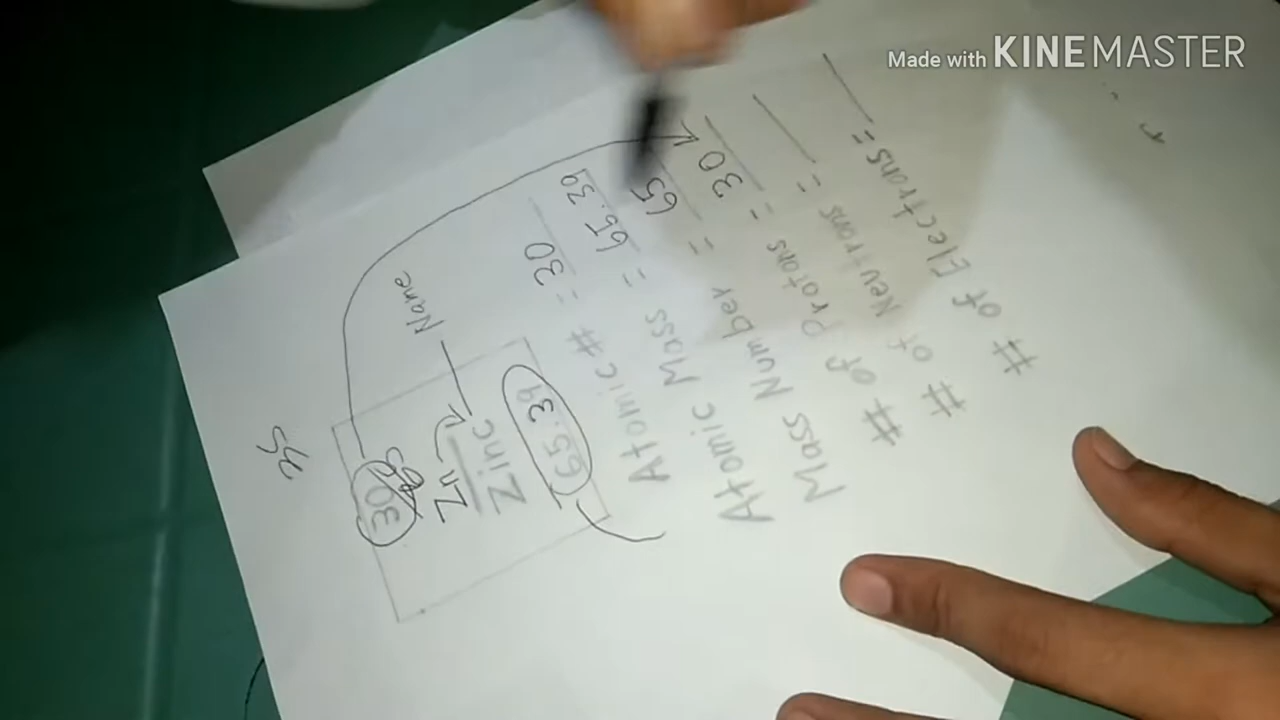 Made with KINEMASTER
30
Zn
Zinc
Name
65.39
Atomic # = 30
Atomic Mass = 65.39
Mass Number = 65
# of Protons = 30
# of Neutrons =
# of Electrons =